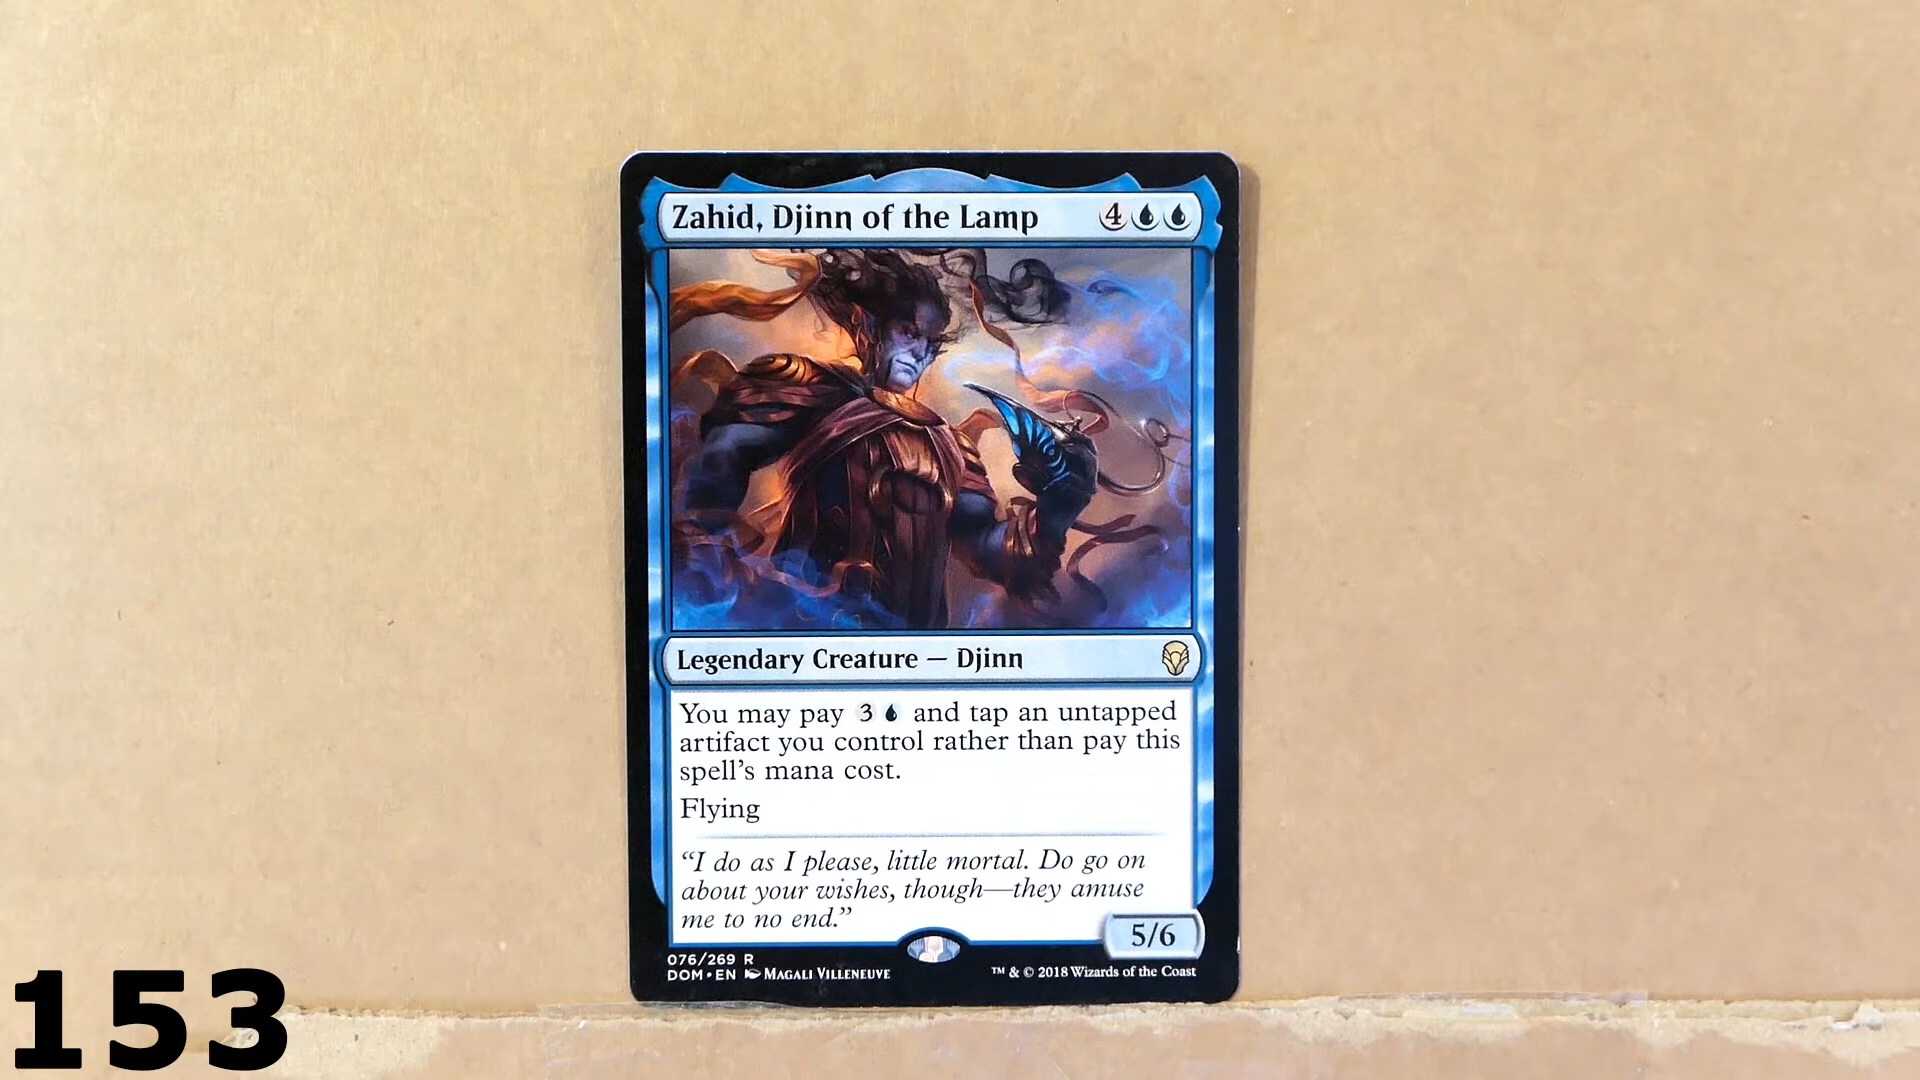 Zahid, Djinn of the Lamp 4
Legendary Creature — Djinn
You may pay 3 and tap an untapped
artifact you control rather than pay this
spell's mana cost.
Flying
“I do as I please, little mortal. Do go on
about your wishes, though—they amuse
me to no end.”
5/6
076/269 R
DOM • EN MAGALI VILLENEUVE
™ & © 2018 Wizards of the Coast
153